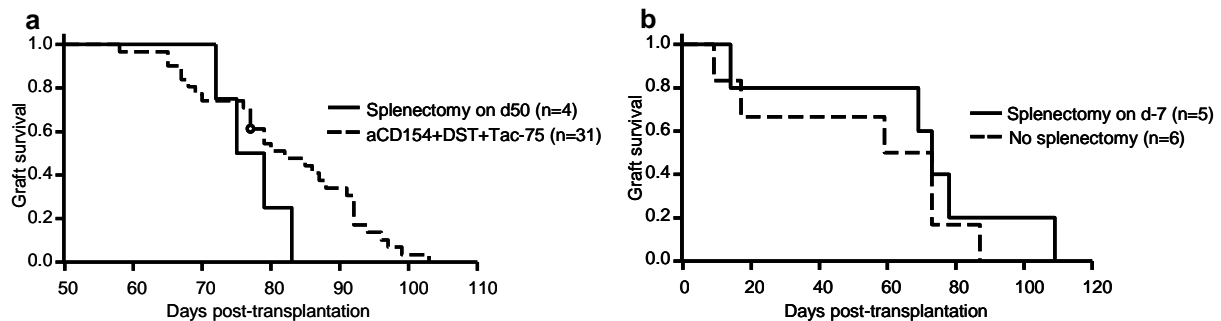 a
1.0
0.8
0.6
0.4
0.2
0.0
Graft survival
50 60 70 80 90 100 110
Days post-transplantation
Splenectomy on d50 (n=4)
aCD154+DST+Tac-75 (n=31)
b
1.0
0.8
0.6
0.4
0.2
0.0
Graft survival
0 20 40 60 80 100 120
Days post-transplantation
Splenectomy on d-7 (n=5)
No splenectomy (n=6)